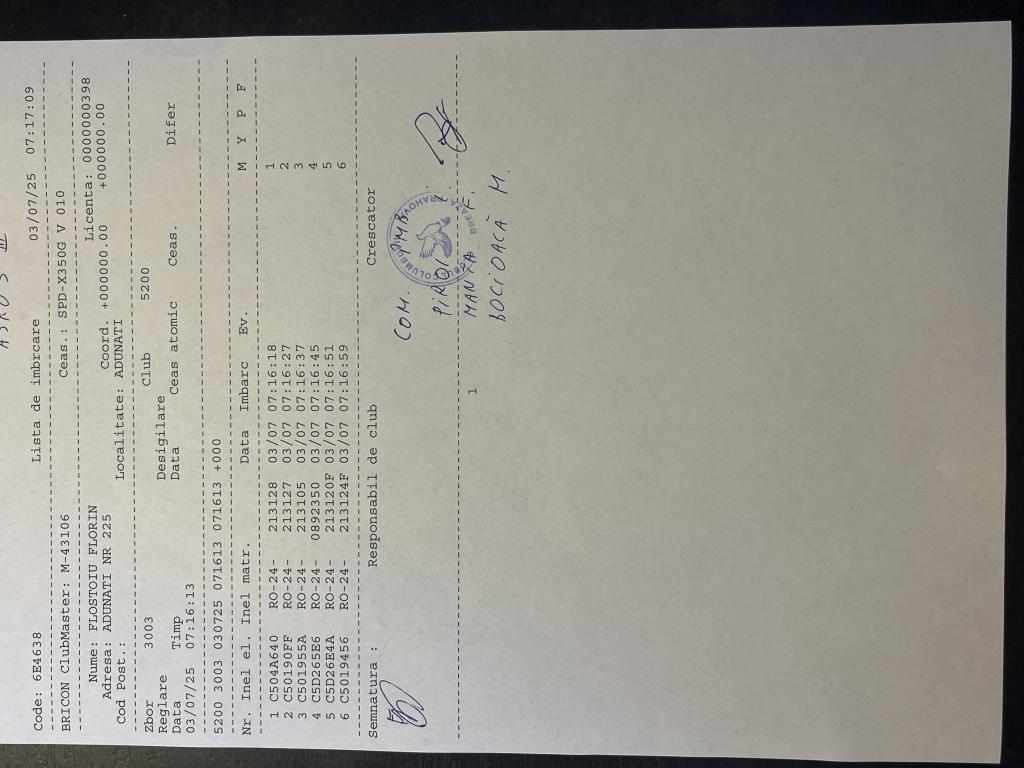 Lista de imbrcare 03/07/25 07:17:09
Code: 6E4638
BRICON ClubMaster: M-43106 Ceas.: SPD-X350G V 010
Nume: FLOSTOIU FLORIN Licenta: 0000000398
Adresa: ADUNATI NR 225 Coord. +000000.00 +000000.00
Cod Post.: Localitate: ADUNATI
Zbor 3003 Club 5200
Reglare Desigilare
Data Timp Data Ceas atomic Ceas. Difer
03/07/25 07:16:13
5200 3003 030725 071613 071613 +000
Nr. Inel el. Inel matr. Data Imbarc Ev. M Y P F
1 C504A640 RO-24- 213128 03/07 07:16:18 1
2 C50190FF RO-24- 213127 03/07 07:16:27 2
3 C501955A RO-24- 213105 03/07 07:16:37 3
4 C5D265E6 RO-24- 0892350 03/07 07:16:45 4
5 C5D26E4A RO-24- 213120F 03/07 07:16:51 5
6 C5019456 RO-24- 213124F 03/07 07:16:59 6
Semnatura : Responsabil de club Crescator
COM. IMB.
MANTA F.
BOCIOACĂ M.
1